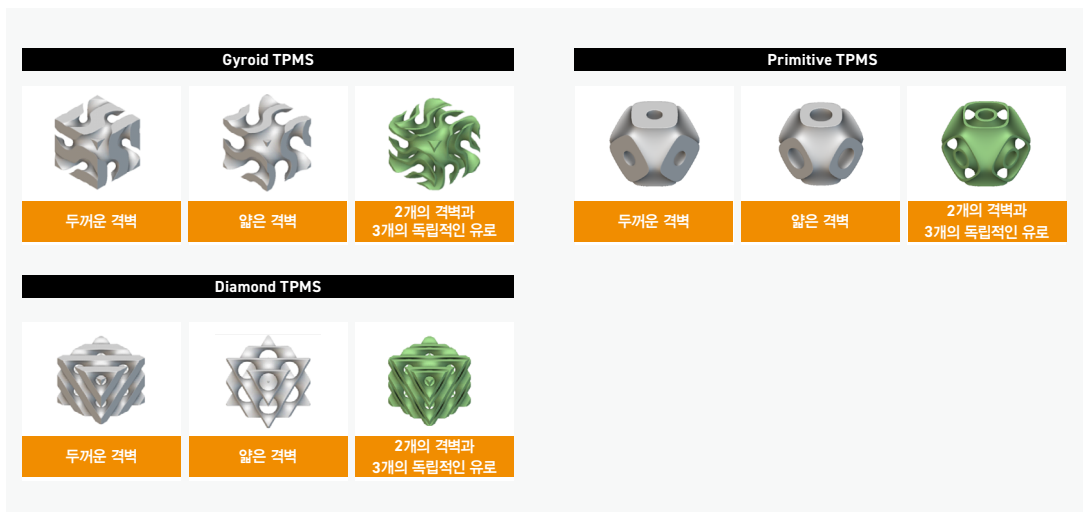 Gyroid TPMS
두꺼운 격벽
얇은 격벽
2개의 격벽과
3개의 독립적인 유로
Primitive TPMS
두꺼운 격벽
얇은 격벽
2개의 격벽과
3개의 독립적인 유로
Diamond TPMS
두꺼운 격벽
얇은 격벽
2개의 격벽과
3개의 독립적인 유로